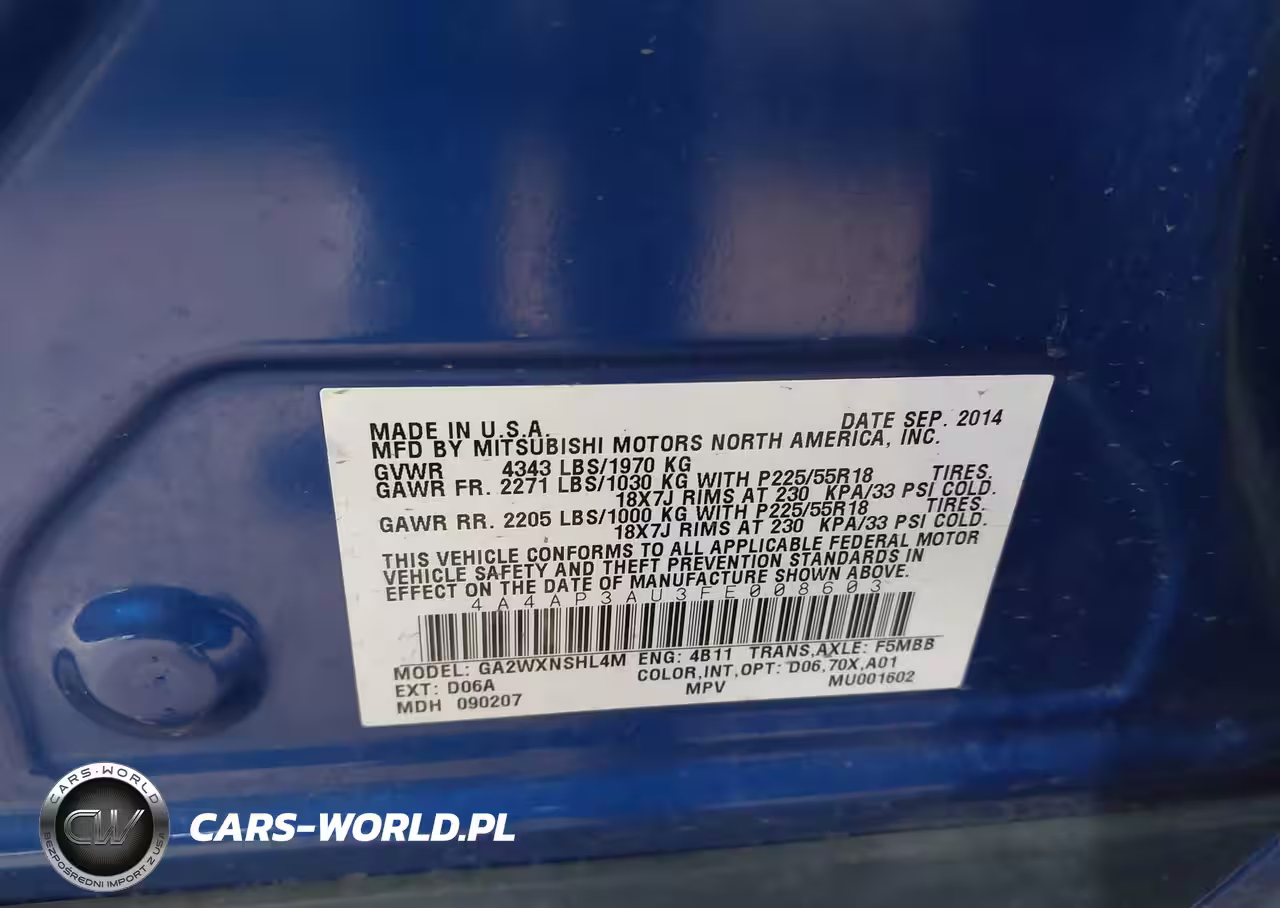 MADE IN U.S.A. DATE SEP. 2014
MFD BY MITSUBISHI MOTORS NORTH AMERICA, INC.
GVWR 4343 LBS/1970 KG
GAWR FR. 2271 LBS/1030 KG WITH P225/55R18 TIRES.
18X7J RIMS AT 230 KPA/33 PSI COLD.
GAWR RR. 2205 LBS/1000 KG WITH P225/55R18 TIRES.
18X7J RIMS AT 230 KPA/33 PSI COLD.
THIS VEHICLE CONFORMS TO ALL APPLICABLE FEDERAL MOTOR
VEHICLE SAFETY AND THEFT PREVENTION STANDARDS IN
EFFECT ON THE DATE OF MANUFACTURE SHOWN ABOVE.
4A4AP3AU3FE008603
MODEL: GA2WXNSHL4M ENG: 4B11 TRANS,AXLE: F5MBB
EXT: D06A COLOR,INT,OPT: D06,70X,A01
MDH 090207 MPV MU001602
CARS-WORLD
CW
BEZPOŚREDNI IMPORT Z USA
CARS-WORLD.PL